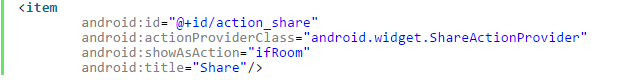 <item
android:id="@+id/action_share"
android:actionProviderClass="android.widget.ShareActionProvider"
android:showAsAction="ifRoom"
android:title="Share"/>